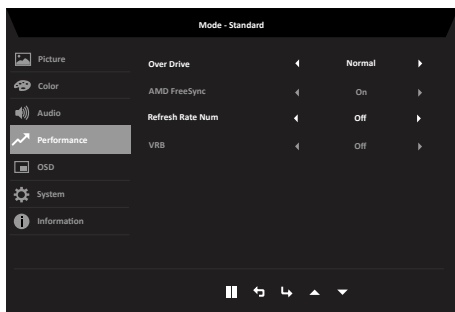 Mode - Standard
Picture
Over Drive Normal
Color
AMD FreeSync On
Audio
Refresh Rate Num Off
Performance
VRB Off
OSD
System
Information